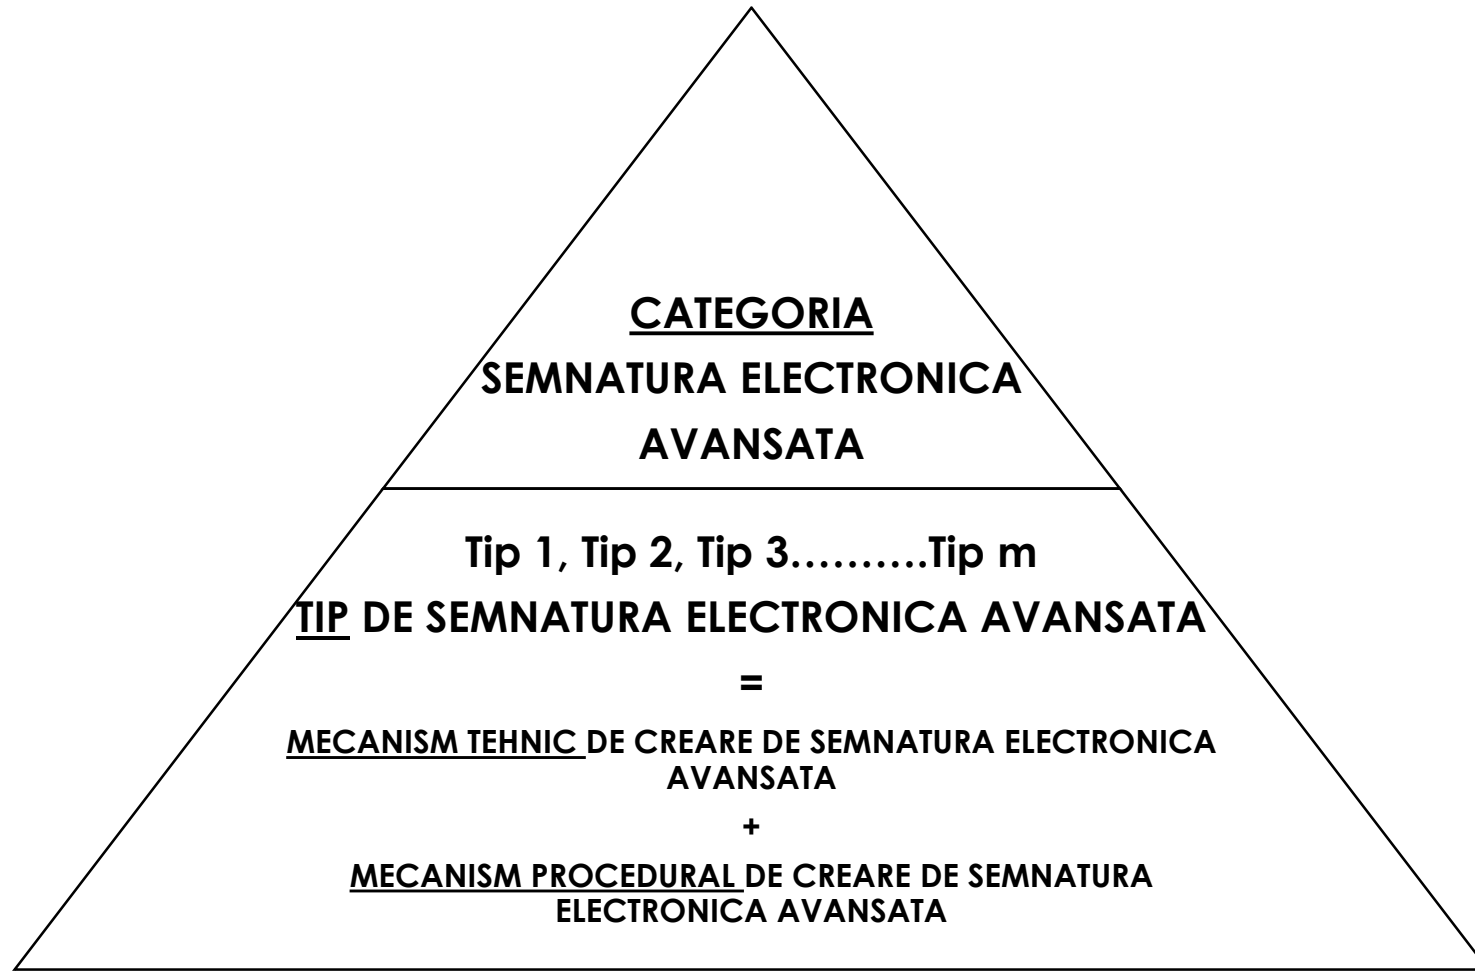 CATEGORIA
SEMNATURA ELECTRONICA
AVANSATA
Tip 1, Tip 2, Tip 3……….Tip m
TIP DE SEMNATURA ELECTRONICA AVANSATA
=
MECANISM TEHNIC DE CREARE DE SEMNATURA ELECTRONICA
AVANSATA
+
MECANISM PROCEDURAL DE CREARE DE SEMNATURA
ELECTRONICA AVANSATA